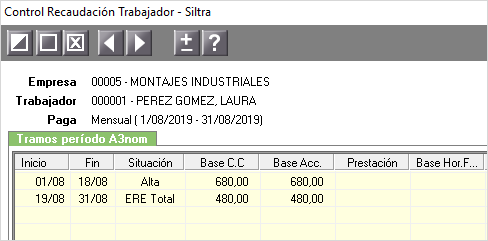 Control Recaudación Trabajador - Siltra
Empresa 00005 - MONTAJES INDUSTRIALES
Trabajador 000001 - PEREZ GOMEZ, LAURA
Paga Mensual ( 1/08/2019 - 31/08/2019)
Tramos período A3nom
Inicio Fin Situación Base C.C Base Acc. Prestación Base Hor.F...
01/08 18/08 Alta 680,00 680,00
19/08 31/08 ERE Total 480,00 480,00